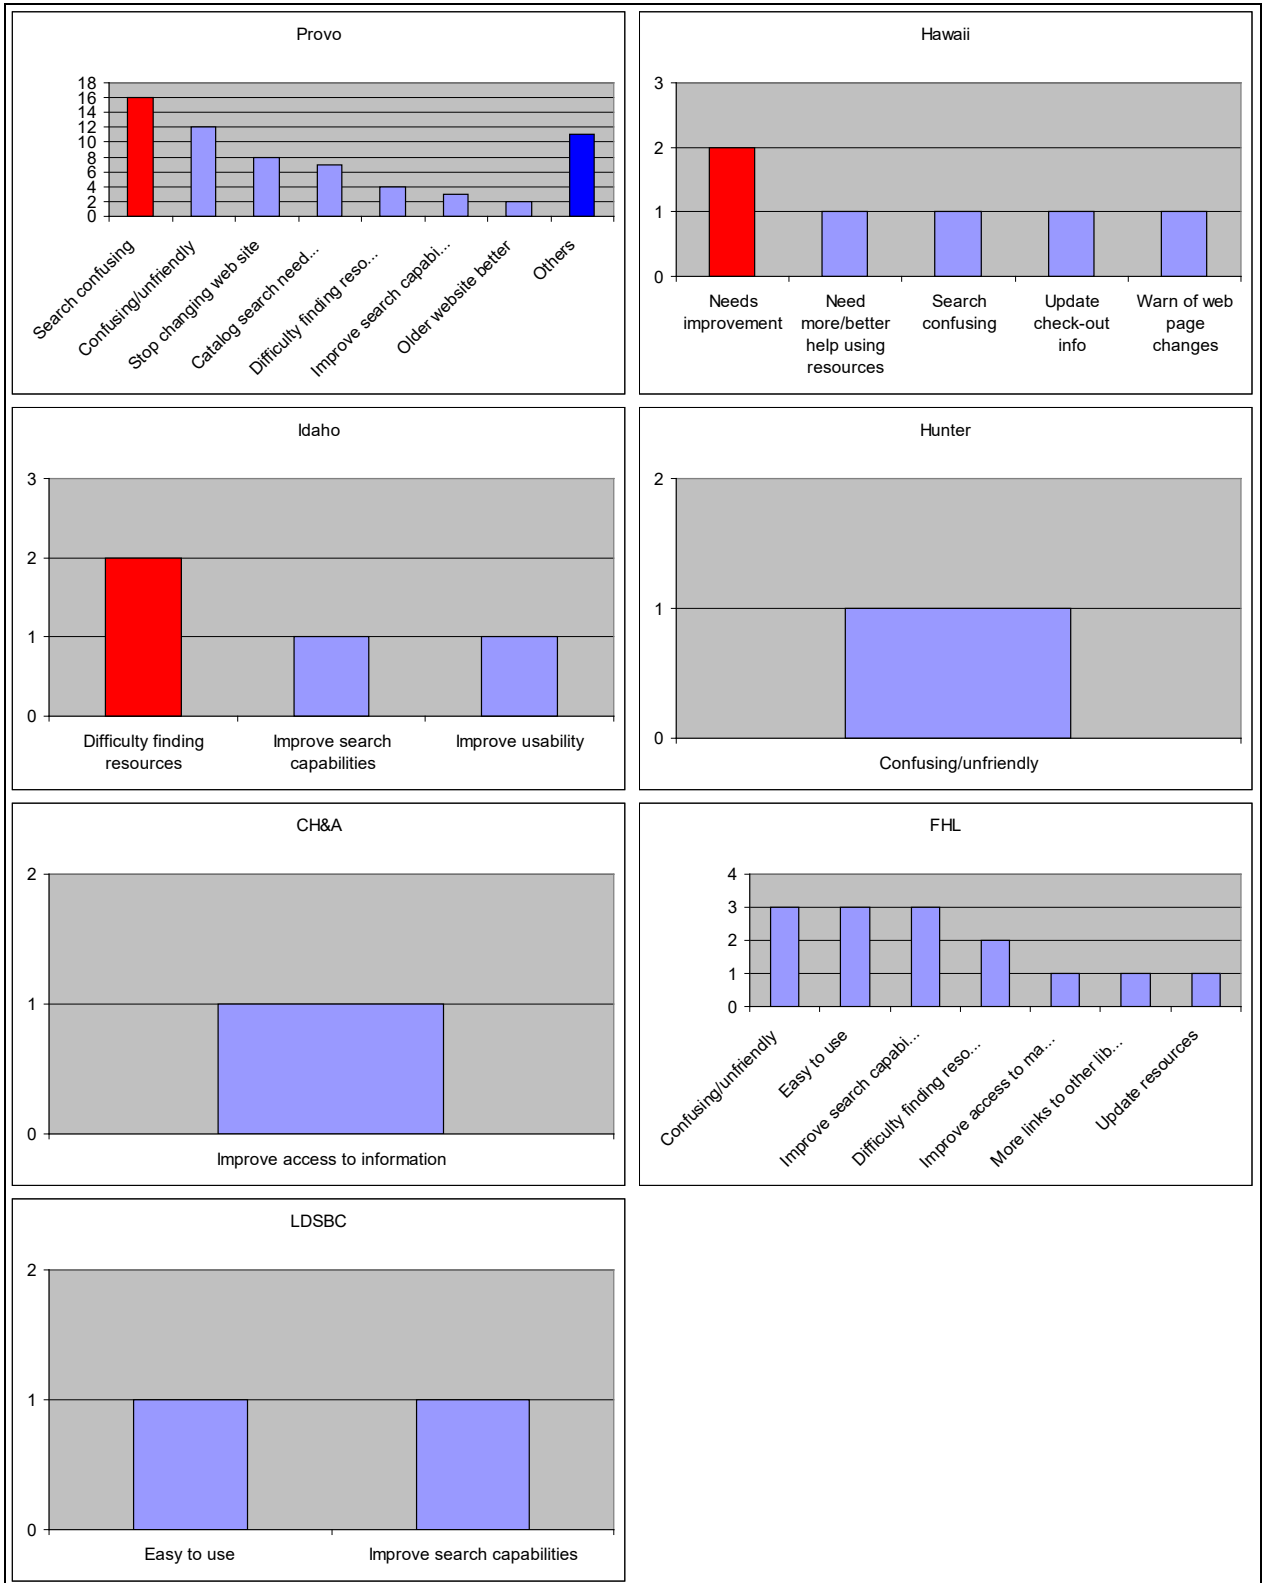 Provo
18
16
14
12
10
8
6
4
2
0
Search confusing
Confusing/unfriendly
Stop changing web site
Catalog search need...
Difficulty finding reso...
Improve search capabi...
Older website better
Others
Hawaii
3
2
1
0
Needs
improvement
Need
more/better
help using
resources
Search
confusing
Update
check-out
info
Warn of web
page
changes
Idaho
3
2
1
0
Difficulty finding
resources
Improve search
capabilities
Improve usability
Hunter
2
1
0
Confusing/unfriendly
CH&A
2
1
0
Improve access to information
FHL
4
3
2
1
0
Confusing/unfriendly
Easy to use
Improve search capabi...
Difficulty finding reso...
Improve access to ma...
More links to other lib...
Update resources
LDSBC
2
1
0
Easy to use
Improve search capabilities